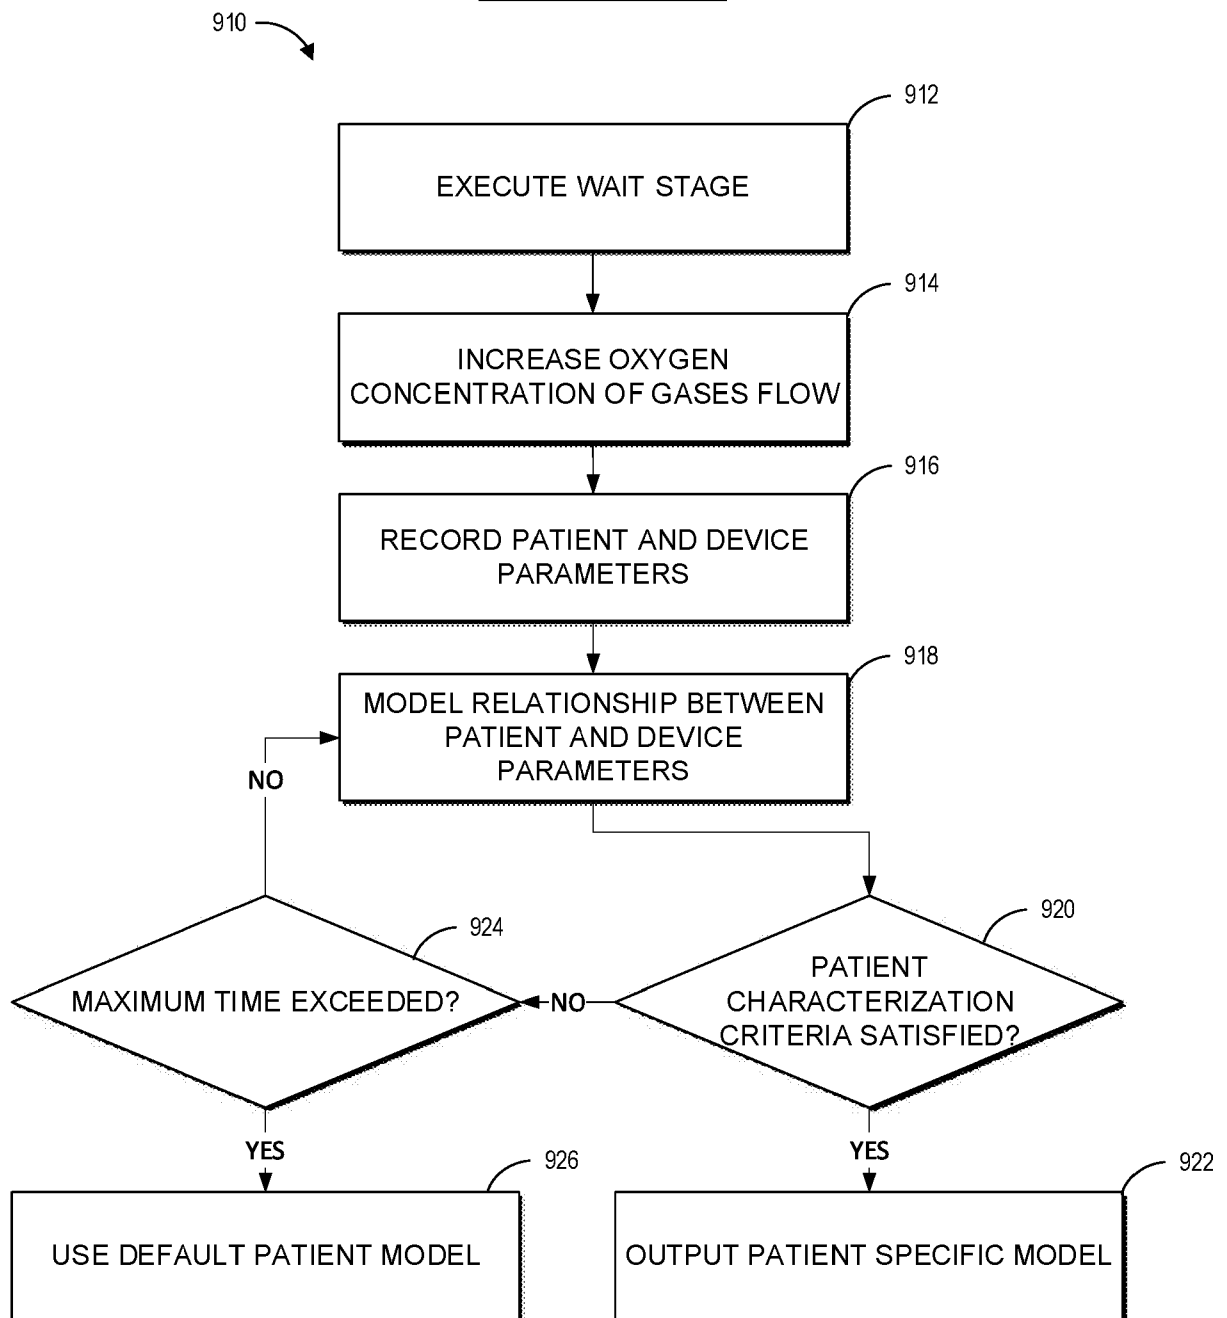 910
912
EXECUTE WAIT STAGE
914
INCREASE OXYGEN
CONCENTRATION OF GASES FLOW
916
RECORD PATIENT AND DEVICE
PARAMETERS
918
MODEL RELATIONSHIP BETWEEN
PATIENT AND DEVICE
PARAMETERS
NO
924
MAXIMUM TIME EXCEEDED?
NO
920
PATIENT
CHARACTERIZATION
CRITERIA SATISFIED?
YES
YES
926
USE DEFAULT PATIENT MODEL
922
OUTPUT PATIENT SPECIFIC MODEL